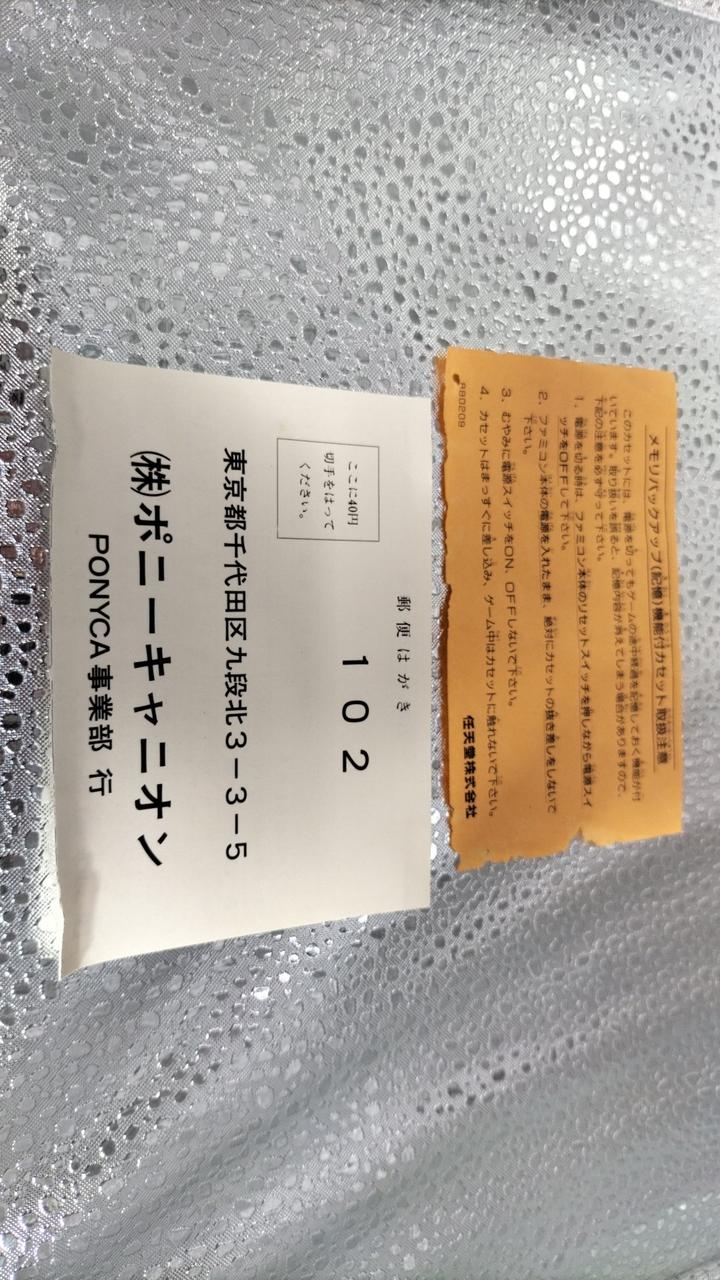 メモリバックアップ(記憶)機能付カセット取扱注意
このカセットには、電源を切ってもゲームの途中経過を記憶しておく機能が付
いています。取り扱いを誤ると、記憶内容が消えてしまう場合がありますので、
下記の注意を必ず守って下さい。
1. 電源を切る時は、ファミコン本体のリセットスイッチを押しながら電源スイ
ッチをOFFして下さい。
2. ファミコン本体の電源を入れたまま、絶対にカセットの抜き差しをしないで
下さい。
3. むやみに電源スイッチをON、OFFしないで下さい。
4. カセットはまっすぐに差し込み、ゲーム中はカセットに触れないで下さい。
880209
任天堂株式会社
郵便はがき
102
ここに40円
切手をはって
ください。
東京都千代田区九段北3−3−5
(株)ポニーキャニオン
PONYCA事業部 行